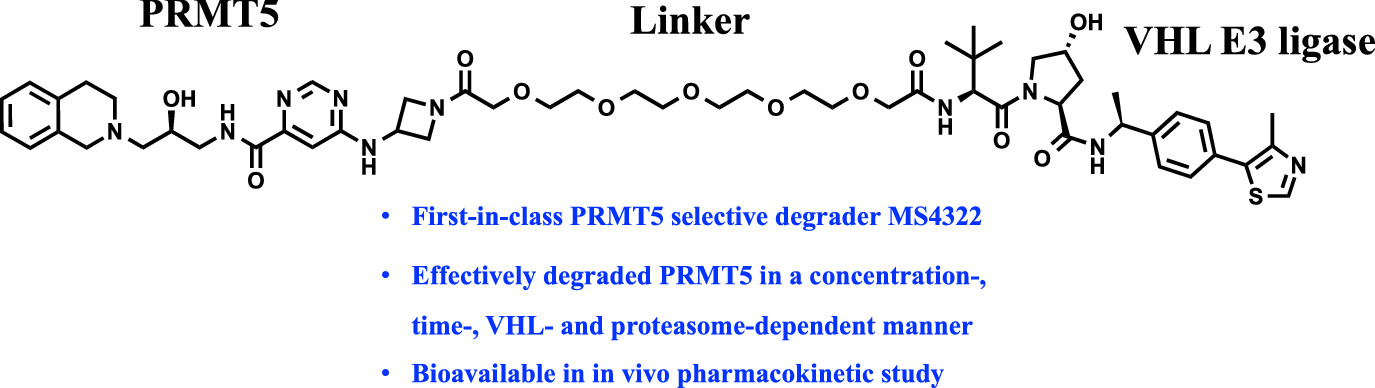 PRMT5
Linker
VHL E3 ligase
OH
OH
O
O
O
O
O
O
O
N
N
N
N
N
H
N
H
O
N
H
N
O
O
N
H
N
S
• First-in-class PRMT5 selective degrader MS4322
• Effectively degraded PRMT5 in a concentration-,
time-, VHL- and proteasome-dependent manner
• Bioavailable in in vivo pharmacokinetic study